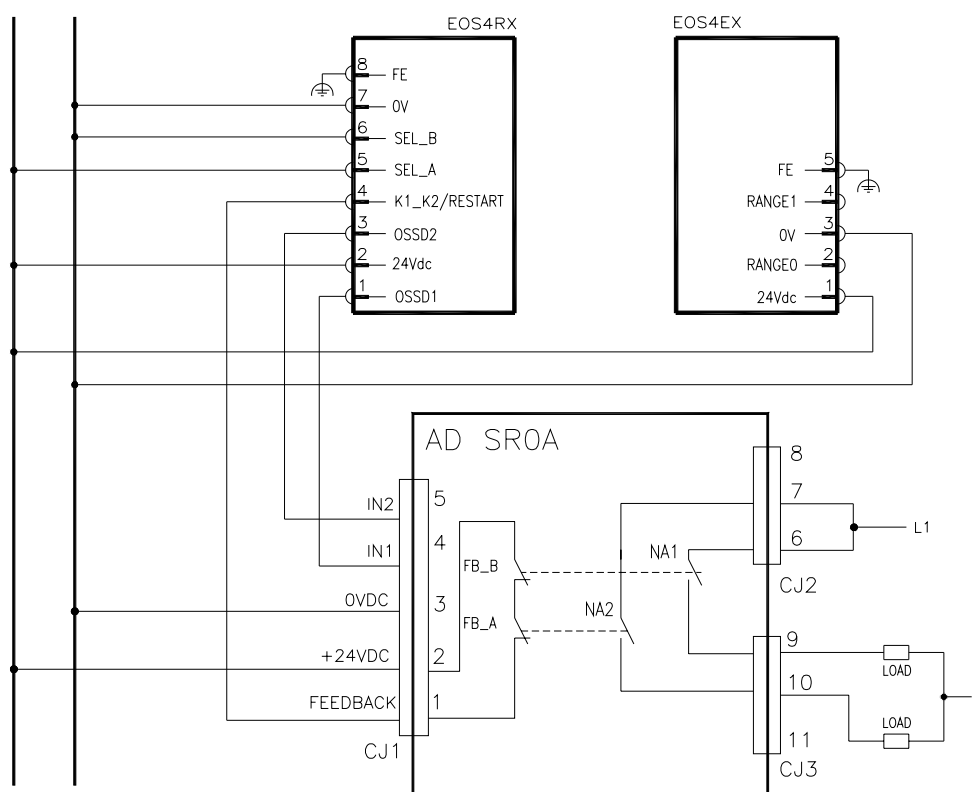 EOS4RX
8 FE
7 0V
6 SEL_B
5 SEL_A
4 K1_K2/RESTART
3 OSSD2
2 24Vdc
1 OSSD1
EOS4EX
FE 5
RANGE1 4
0V 3
RANGE0 2
24Vdc 1
AD SR0A
IN2 5
IN1 4
0VDC 3
+24VDC 2
FEEDBACK 1
CJ1
FB_B
FB_A
NA1
NA2
8
7
6
CJ2
L1
9
10
11
CJ3
LOAD
LOAD